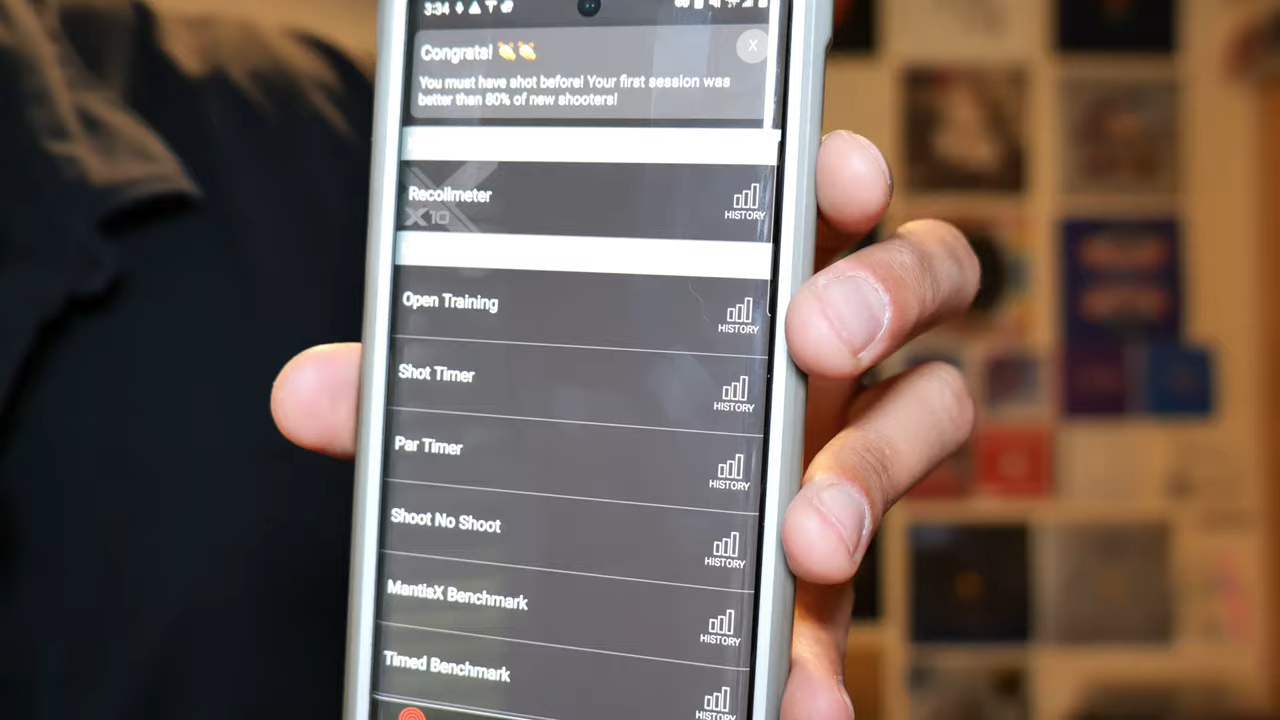 3:34
Congrats! 👏👏
X
You must have shot before! Your first session was
better than 80% of new shooters!
Recoilmeter
X10
HISTORY
Open Training
HISTORY
Shot Timer
HISTORY
Par Timer
HISTORY
Shoot No Shoot
HISTORY
MantisX Benchmark
HISTORY
Timed Benchmark
HISTORY